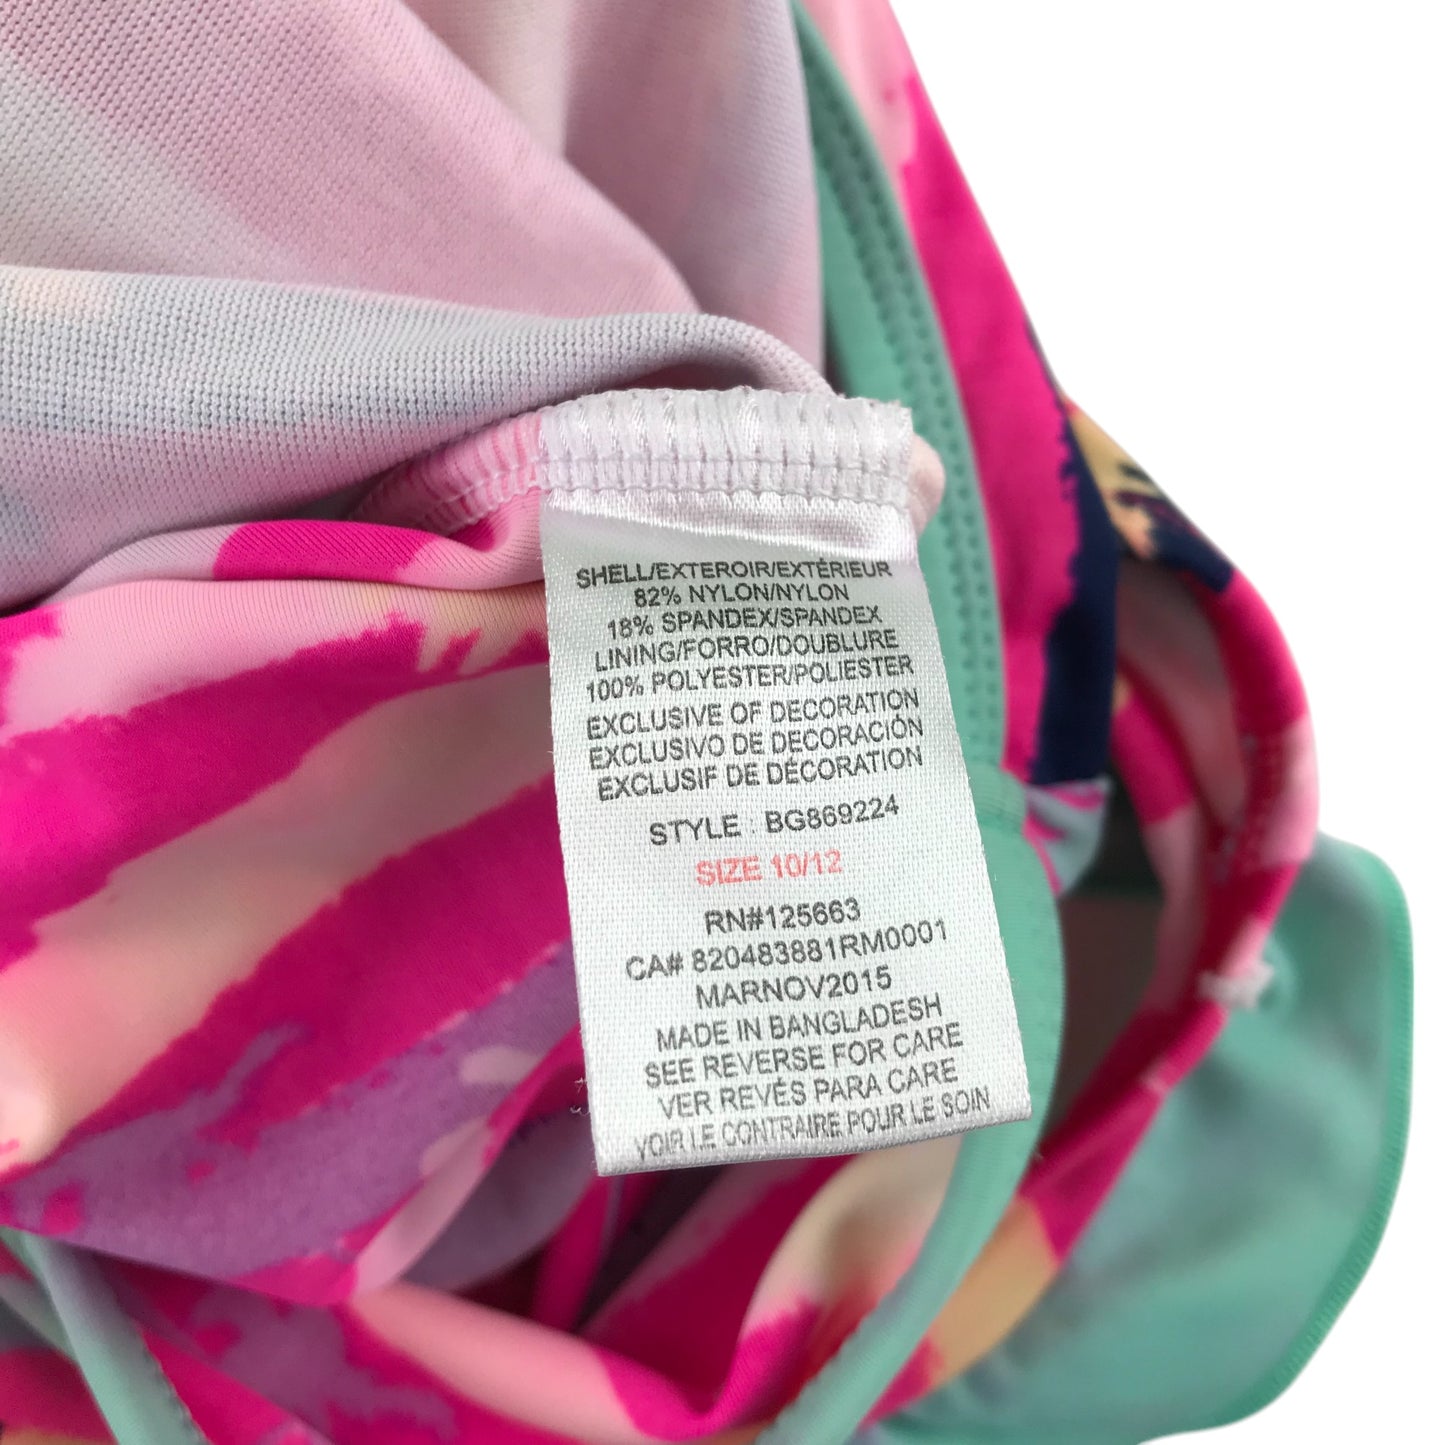 SHELL/EXTEROIR/EXTÉRIEUR
82% NYLON/NYLON
18% SPANDEX/SPANDEX
LINING/FORRO/DOUBLURE
100% POLYESTER/POLIESTER
EXCLUSIVE OF DECORATION
EXCLUSIVO DE DECORACIÓN
EXCLUSIF DE DÉCORATION
STYLE : BG869224
SIZE 10/12
RN#125663
CA# 820483881RM0001
MARNOV2015
MADE IN BANGLADESH
SEE REVERSE FOR CARE
VER REVÉS PARA CARE
VOIR LE CONTRAIRE POUR LE SOIN